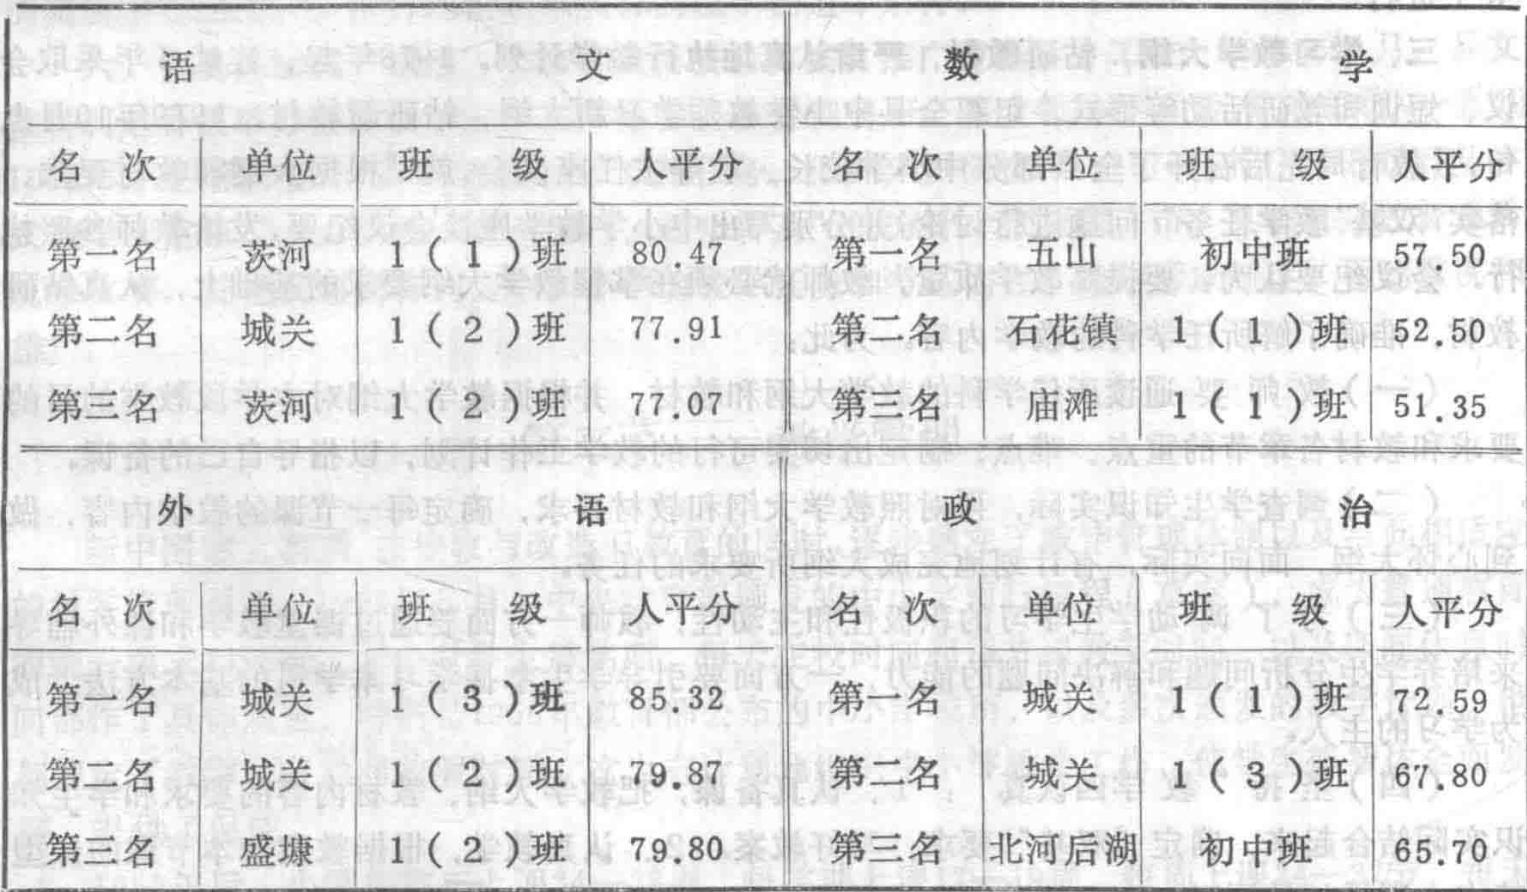 语 文 数 学
名 次 单位 班 级 人平分 名 次 单位 班 级 人平分
第一名 茨河 1(1)班 80.47 第一名 五山 初中班 57.50
第二名 城关 1(2)班 77.91 第二名 石花镇 1(1)班 52.50
第三名 茨河 1(2)班 77.07 第三名 庙滩 1(1)班 51.35
外 语 政 治
名 次 单位 班 级 人平分 名 次 单位 班 级 人平分
第一名 城关 1(3)班 85.32 第一名 城关 1(1)班 72.59
第二名 城关 1(2)班 79.87 第二名 城关 1(3)班 67.80
第三名 盛塘 1(2)班 79.80 第三名 北河后湖 初中班 65.70